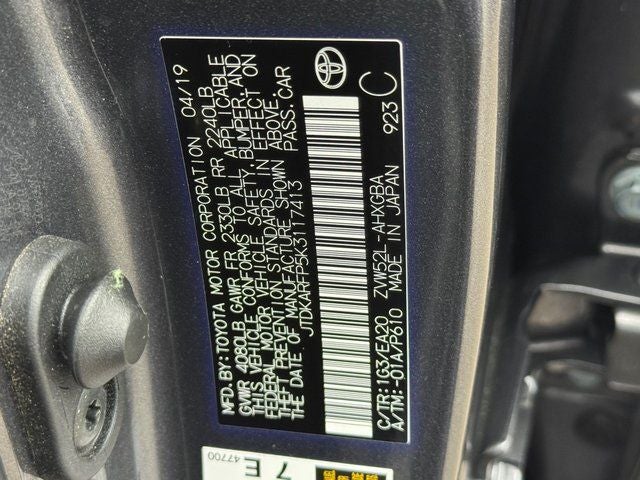 MFD. BY: TOYOTA MOTOR CORPORATION 04/19
GVWR 4080LB GAWR FR 2330LB RR 2240LB
THIS VEHICLE CONFORMS TO ALL APPLICABLE
FEDERAL MOTOR VEHICLE SAFETY, BUMPER, AND
THEFT PREVENTION STANDARDS IN EFFECT ON
THE DATE OF MANUFACTURE SHOWN ABOVE.
JTDKARFP5K3117413 PASS. CAR
C/TR: 1G3/EA20 ZVW52L -AHXGBA
A/TM: -01A/P610 MADE IN JAPAN 923
C
47700
7 E